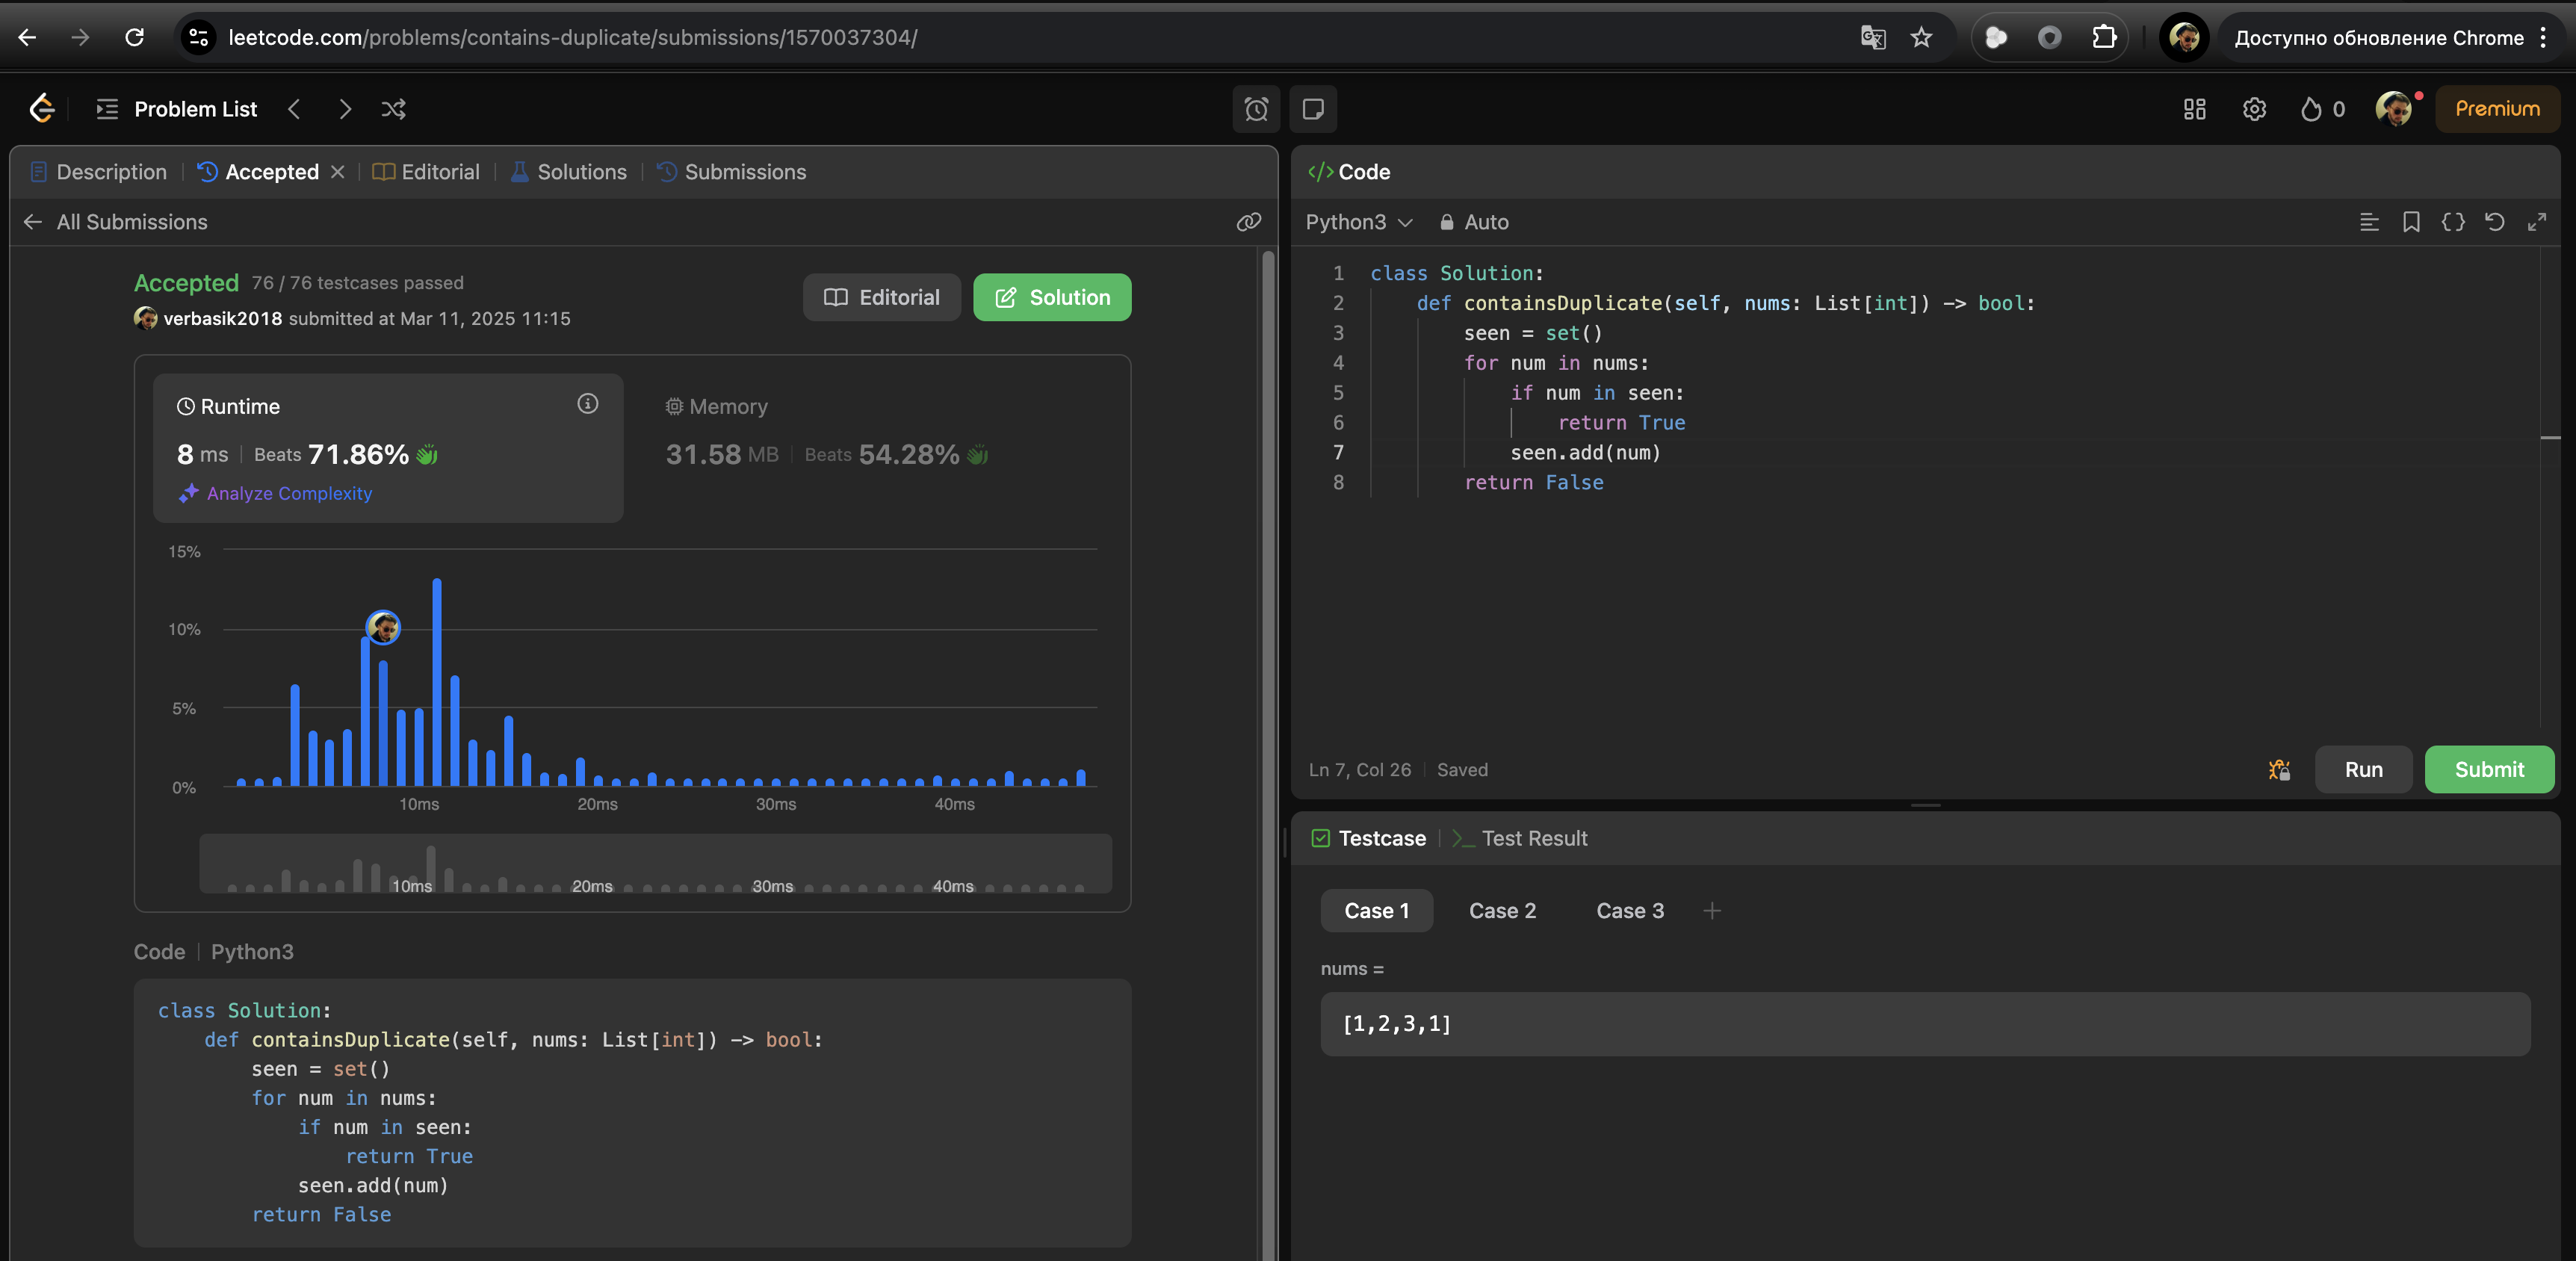 leetcode.com/problems/contains-duplicate/submissions/1570037304/
Доступно обновление Chrome
Problem List
0
Premium
Description
Accepted
Editorial
Solutions
Submissions
All Submissions
Accepted 76 / 76 testcases passed
verbasik2018 submitted at Mar 11, 2025 11:15
Editorial
Solution
Runtime
8 ms | Beats 71.86%
Analyze Complexity
Memory
31.58 MB | Beats 54.28%
15%
10%
5%
0%
10ms 20ms 30ms 40ms
10ms 20ms 30ms 40ms
Code | Python3
class Solution:
    def containsDuplicate(self, nums: List[int]) -> bool:
        seen = set()
        for num in nums:
            if num in seen:
                return True
            seen.add(num)
        return False
</> Code
Python3
Auto
1 class Solution:
2     def containsDuplicate(self, nums: List[int]) -> bool:
3         seen = set()
4         for num in nums:
5             if num in seen:
6                 return True
7             seen.add(num)
8         return False
Ln 7, Col 26 | Saved
Run
Submit
Testcase
>_ Test Result
Case 1
Case 2
Case 3
+
nums =
[1,2,3,1]